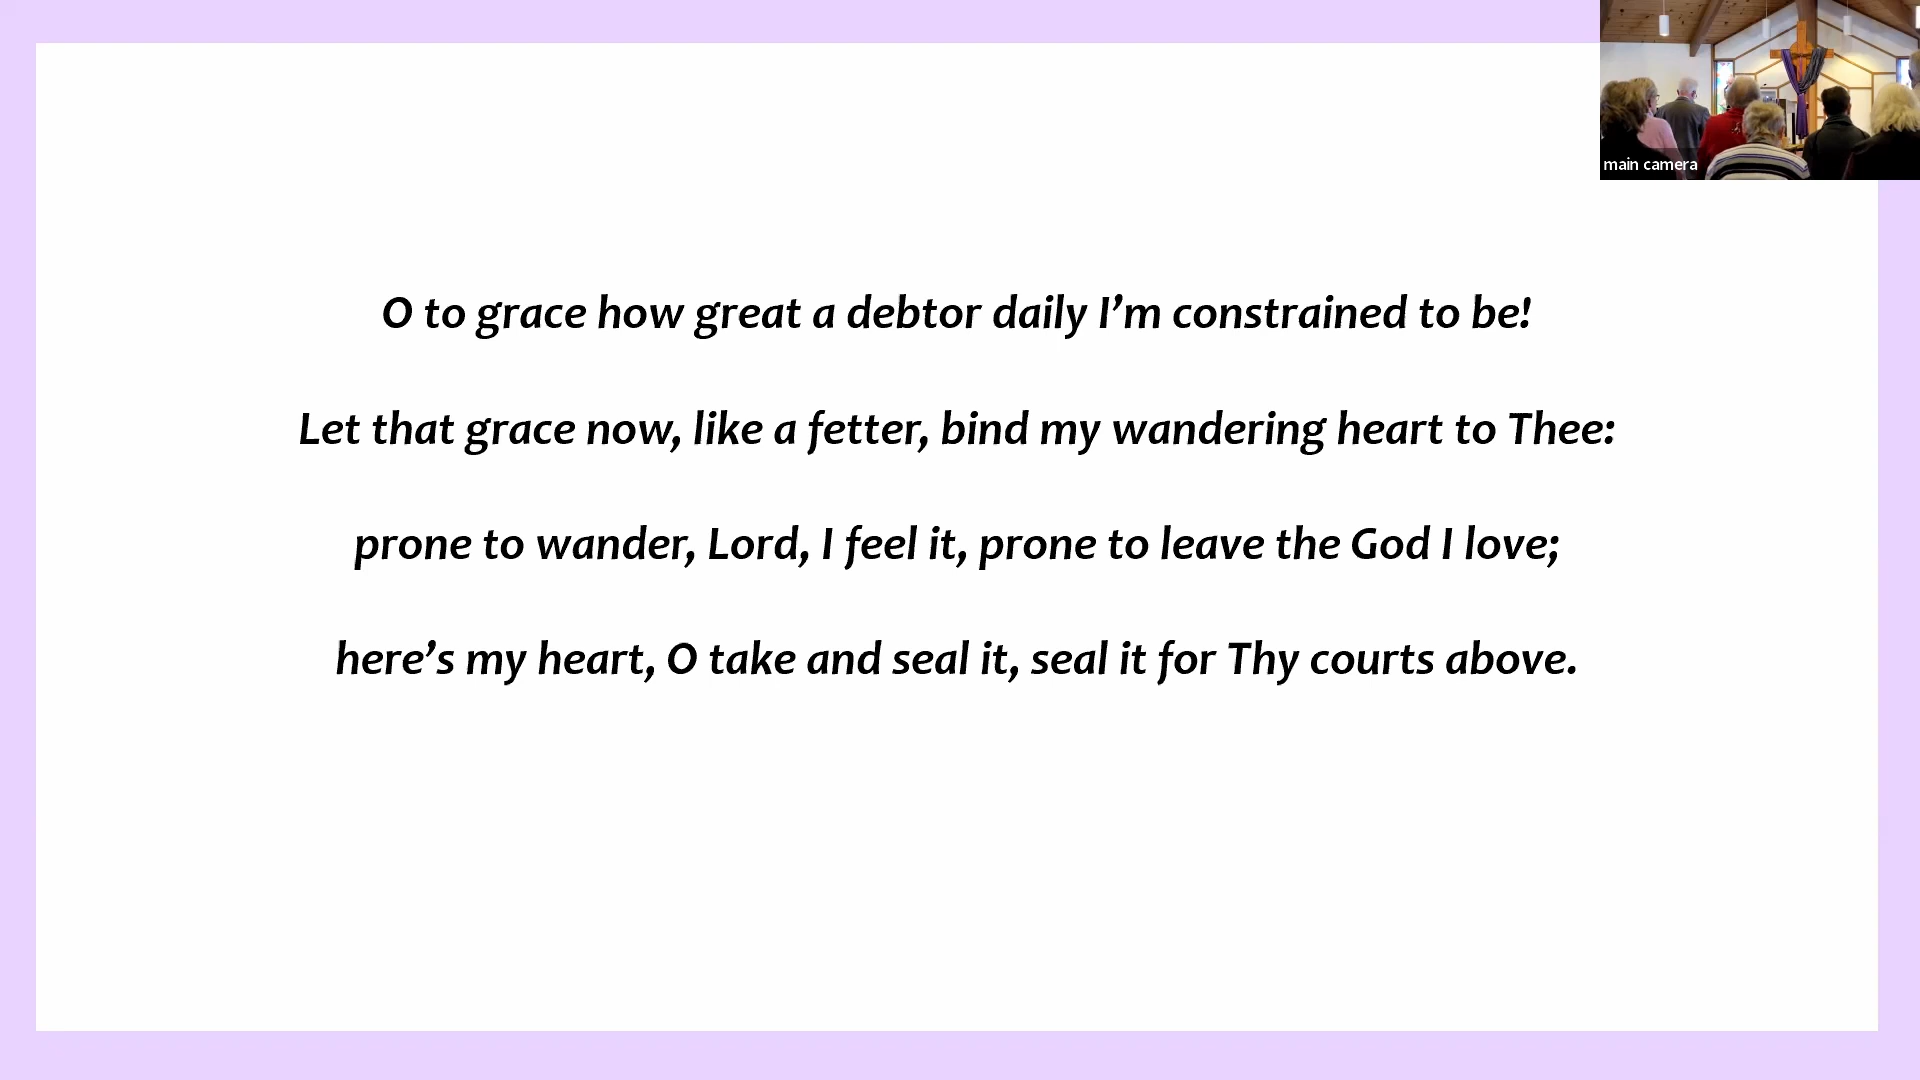 main camera
O to grace how great a debtor daily I’m constrained to be!
Let that grace now, like a fetter, bind my wandering heart to Thee:
prone to wander, Lord, I feel it, prone to leave the God I love;
here’s my heart, O take and seal it, seal it for Thy courts above.